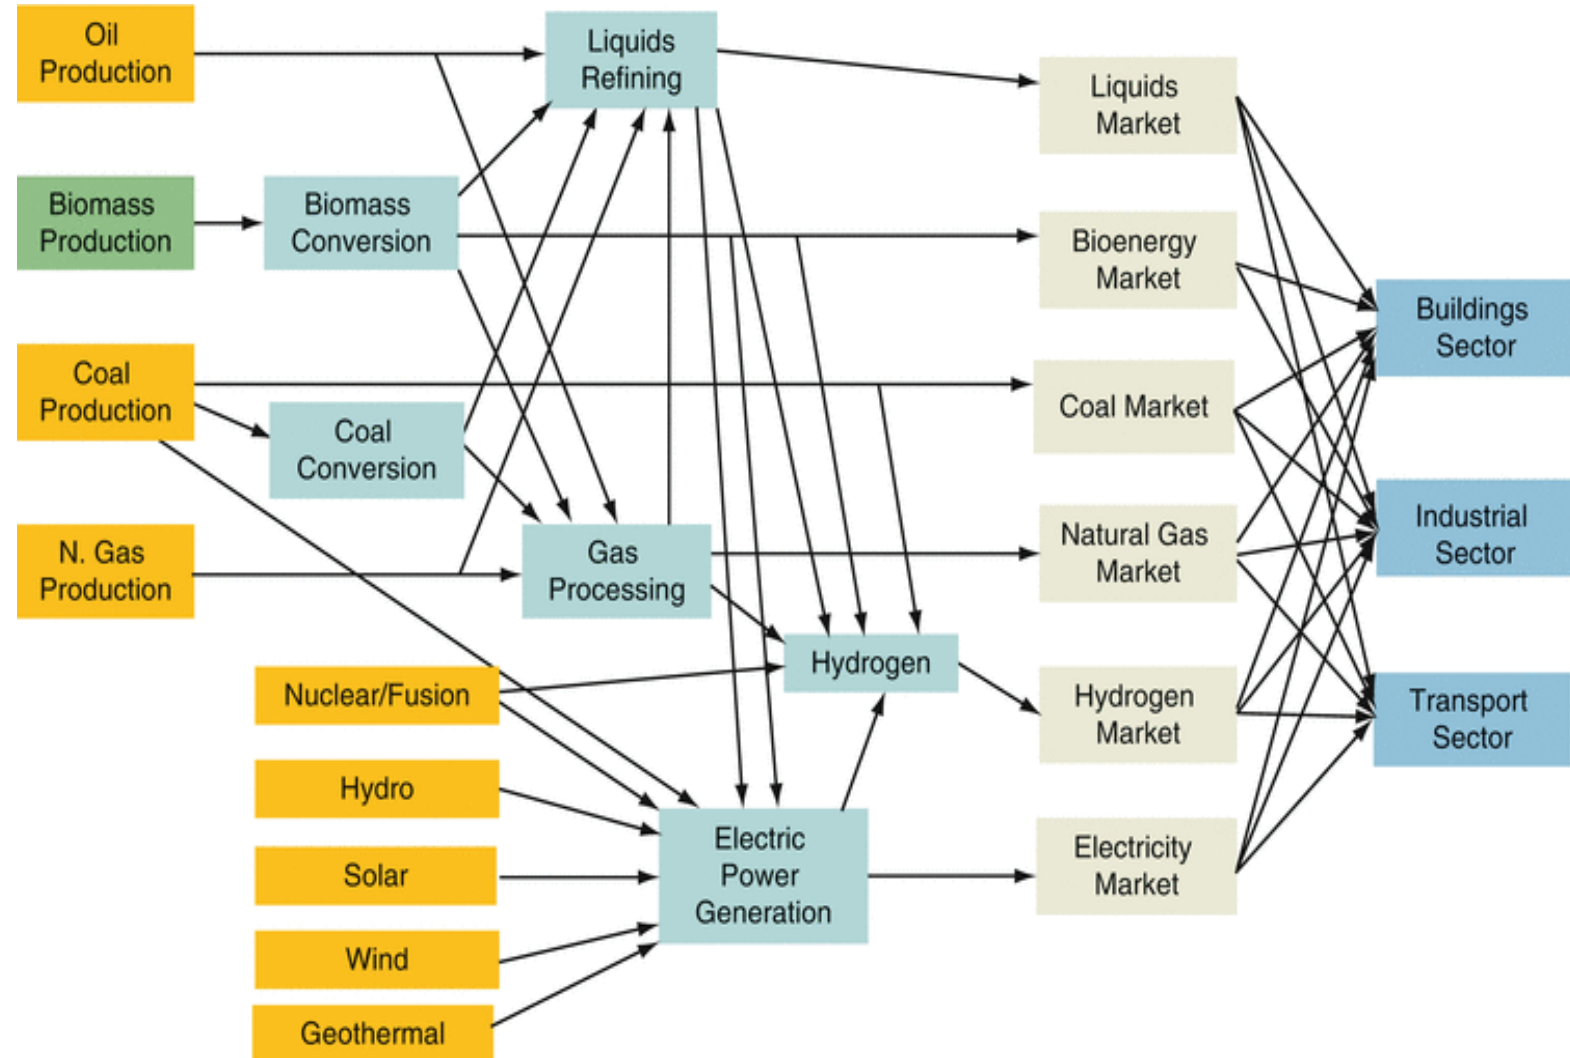 Oil
Production
Liquids
Refining
Liquids
Market
Biomass
Production
Biomass
Conversion
Bioenergy
Market
Buildings
Sector
Coal
Production
Coal
Conversion
Coal Market
N. Gas
Production
Gas
Processing
Natural Gas
Market
Industrial
Sector
Nuclear/Fusion
Hydrogen
Hydrogen
Market
Transport
Sector
Hydro
Solar
Wind
Geothermal
Electric
Power
Generation
Electricity
Market